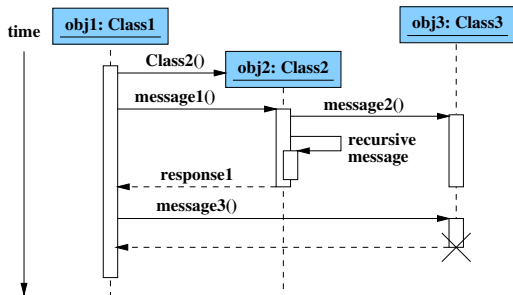 obj1: Class1
obj3: Class3
time
Class2()
obj2: Class2
message1()
message2()
recursive
message
response1
message3()